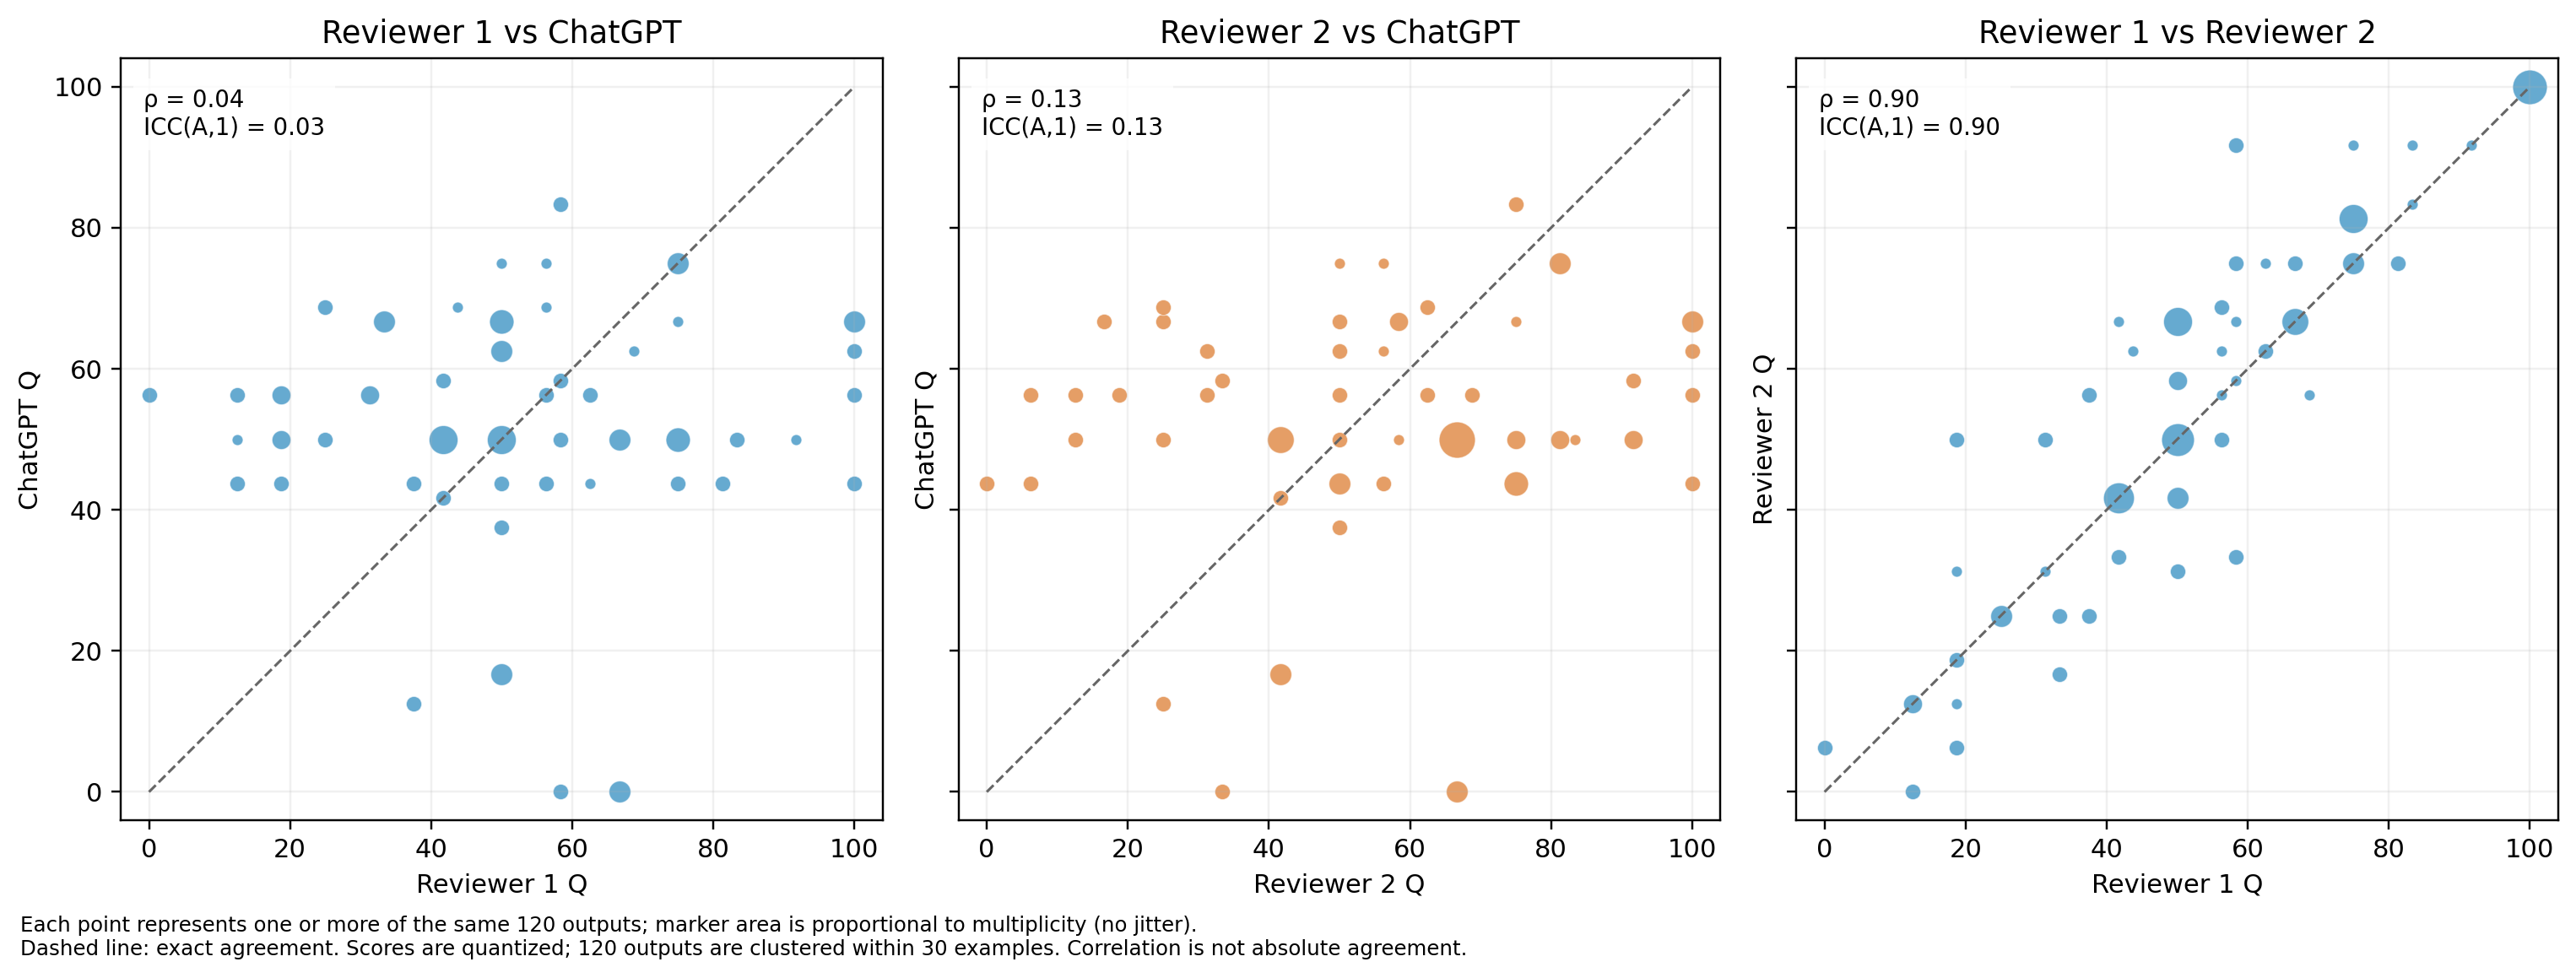 Reviewer 1 vs ChatGPT
ρ = 0.04
ICC(A,1) = 0.03
100
80
60
40
20
0
ChatGPT Q
0 20 40 60 80 100
Reviewer 1 Q
Reviewer 2 vs ChatGPT
ρ = 0.13
ICC(A,1) = 0.13
ChatGPT Q
0 20 40 60 80 100
Reviewer 2 Q
Reviewer 1 vs Reviewer 2
ρ = 0.90
ICC(A,1) = 0.90
Reviewer 2 Q
0 20 40 60 80 100
Reviewer 1 Q
Each point represents one or more of the same 120 outputs; marker area is proportional to multiplicity (no jitter).
Dashed line: exact agreement. Scores are quantized; 120 outputs are clustered within 30 examples. Correlation is not absolute agreement.